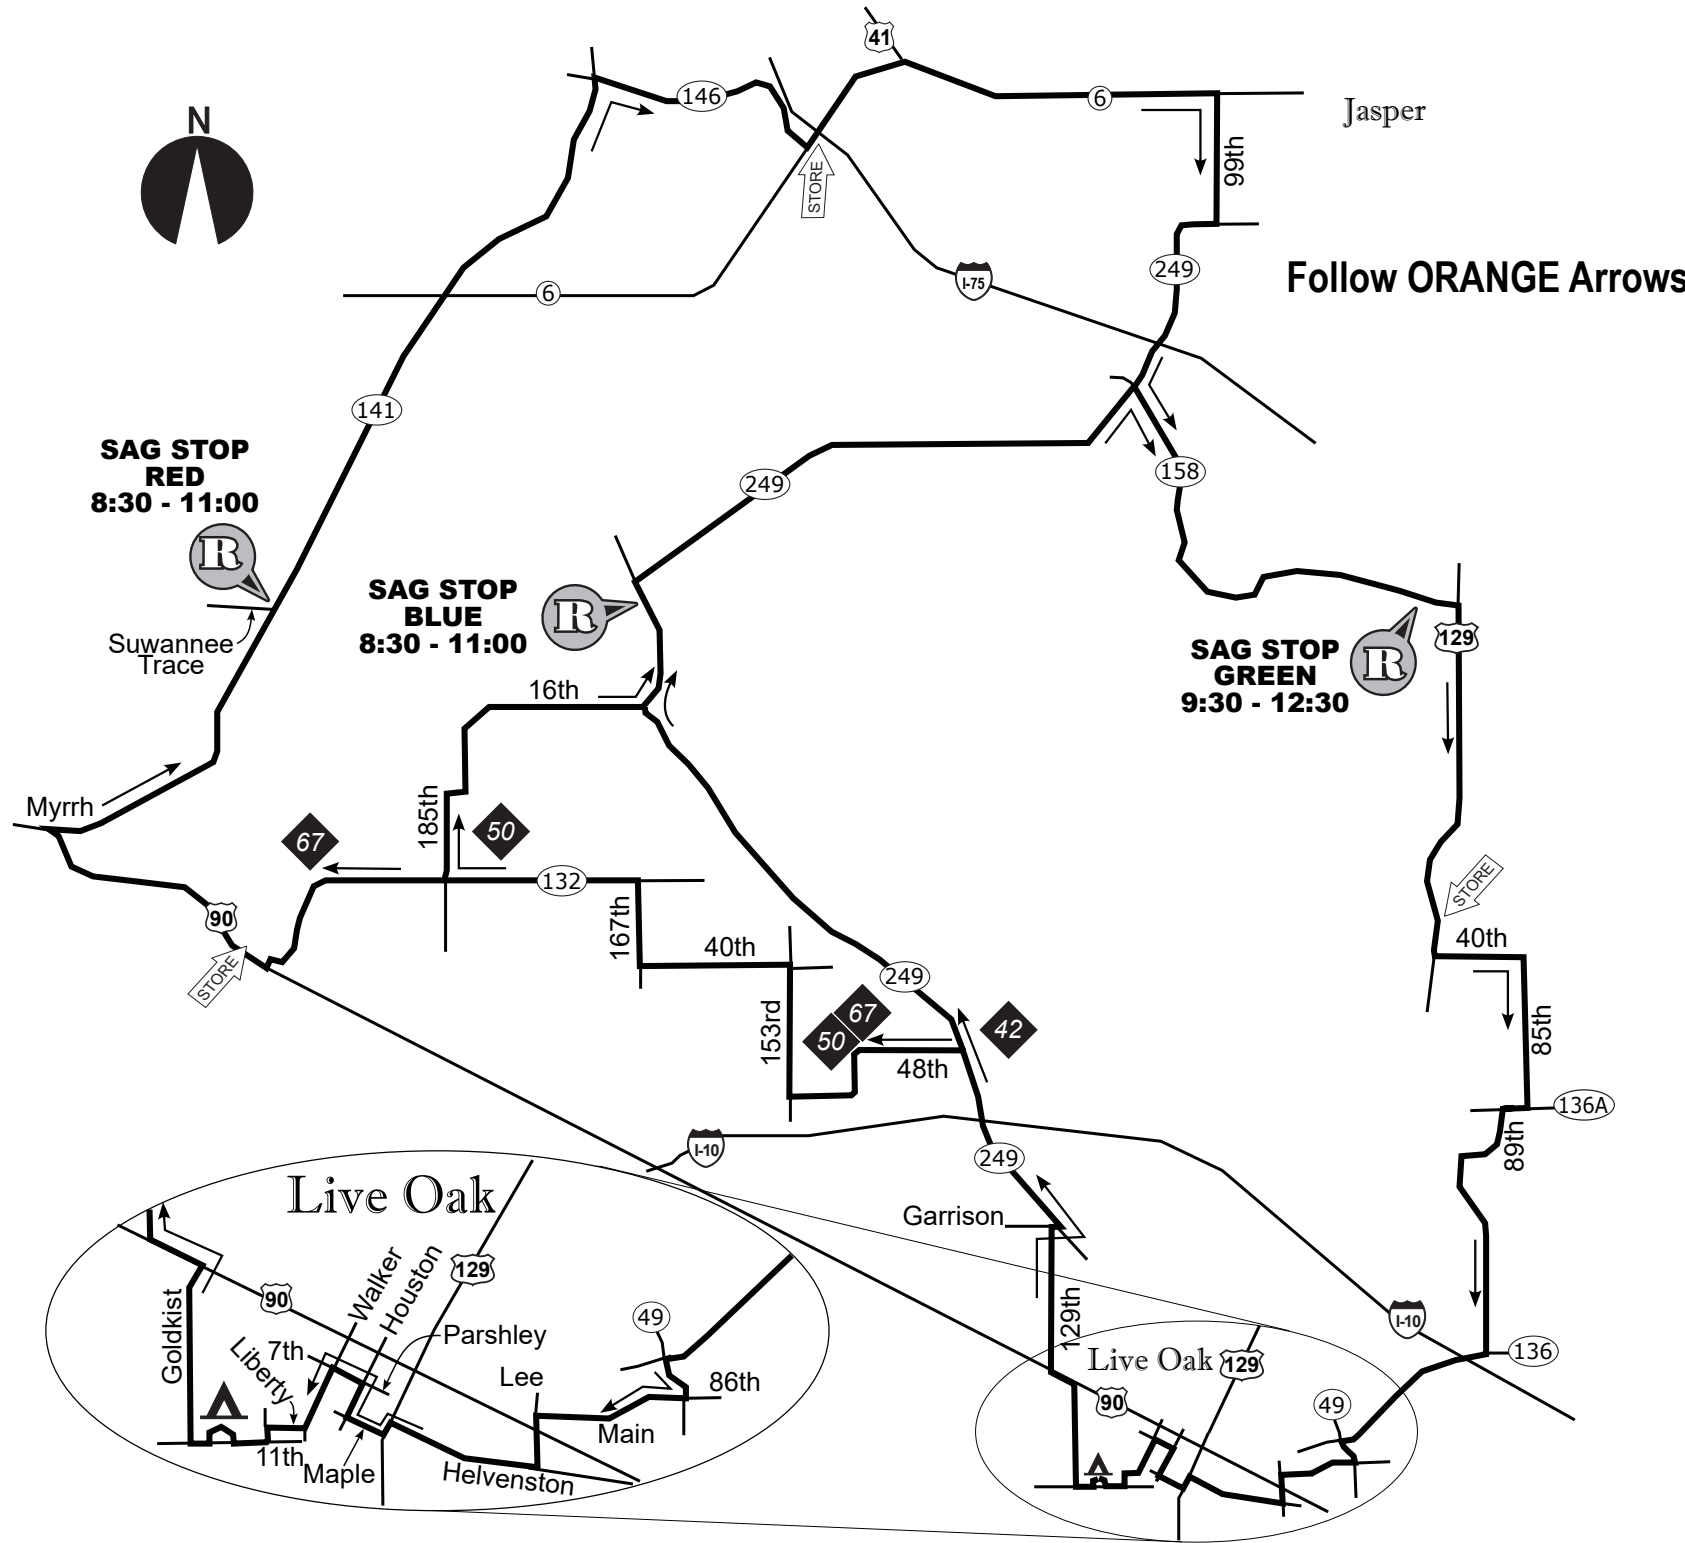 41
146
6
Jasper
N
99th
STORE
249
Follow ORANGE Arrows
I-75
6
141
SAG STOP
RED
8:30 - 11:00
158
249
R
SAG STOP
BLUE
8:30 - 11:00
R
Suwannee
Trace
129
SAG STOP
GREEN
9:30 - 12:30
R
16th
Myrrh
185th
67
50
132
STORE
90
STORE
167th
40th
40th
249
153rd
67
50
42
48th
85th
136A
89th
I-10
249
Garrison
129th
I-10
136
Live Oak
Walker
Houston
129
90
Goldkist
7th
Liberty
Parshley
49
Lee
86th
Main
11th
Maple
Helvenston
Live Oak
129
90
49